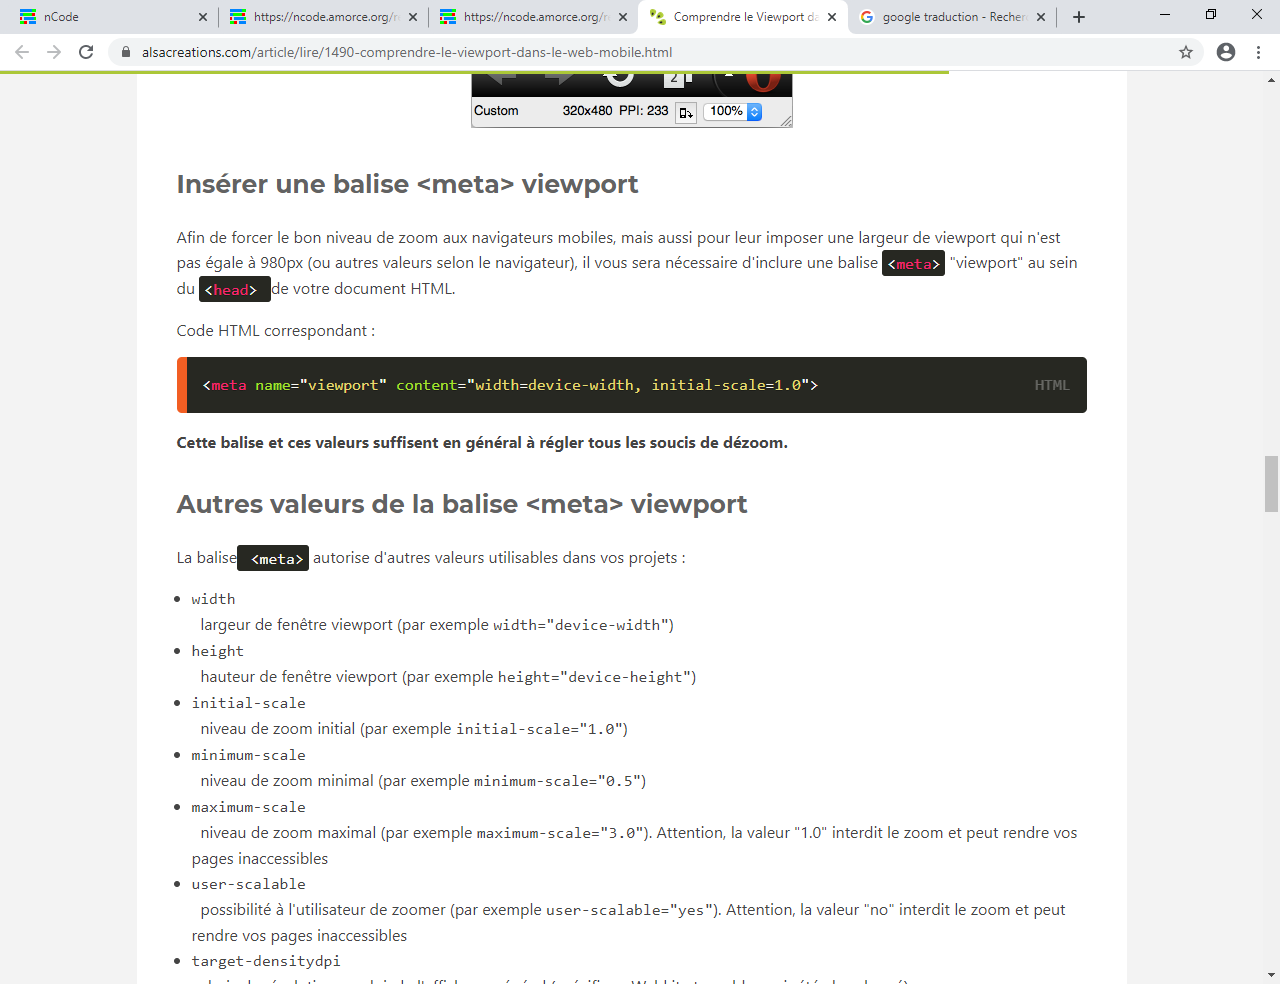 nCode
https://ncode.amorce.org/
https://ncode.amorce.org/
Comprendre le Viewport da
google traduction - Recher
alsacreations.com/article/lire/1490-comprendre-le-viewport-dans-le-web-mobile.html
2
Custom 320x480 PPI: 233 100%
Insérer une balise <meta> viewport
Afin de forcer le bon niveau de zoom aux navigateurs mobiles, mais aussi pour leur imposer une largeur de viewport qui n'est
pas égale à 980px (ou autres valeurs selon le navigateur), il vous sera nécessaire d'inclure une balise <meta> "viewport" au sein
du <head> de votre document HTML.
Code HTML correspondant :
<meta name="viewport" content="width=device-width, initial-scale=1.0"> HTML
Cette balise et ces valeurs suffisent en général à régler tous les soucis de dézoom.
Autres valeurs de la balise <meta> viewport
La balise <meta> autorise d'autres valeurs utilisables dans vos projets :
• width
largeur de fenêtre viewport (par exemple width="device-width")
• height
hauteur de fenêtre viewport (par exemple height="device-height")
• initial-scale
niveau de zoom initial (par exemple initial-scale="1.0")
• minimum-scale
niveau de zoom minimal (par exemple minimum-scale="0.5")
• maximum-scale
niveau de zoom maximal (par exemple maximum-scale="3.0"). Attention, la valeur "1.0" interdit le zoom et peut rendre vos
pages inaccessibles
• user-scalable
possibilité à l'utilisateur de zoomer (par exemple user-scalable="yes"). Attention, la valeur "no" interdit le zoom et peut
rendre vos pages inaccessibles
• target-densitydpi